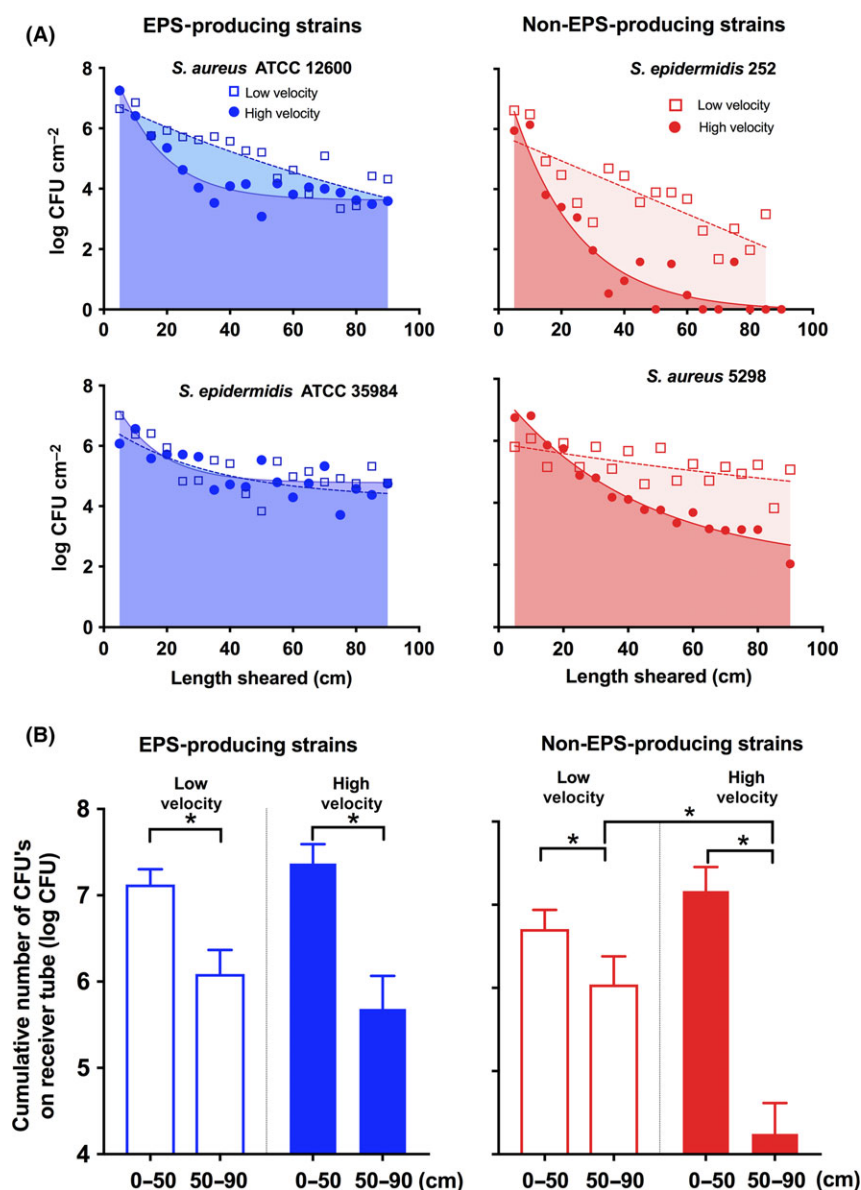 (A)
EPS-producing strains
Non-EPS-producing strains
S. aureus ATCC 12600
Low velocity
High velocity
8
6
4
2
0
log CFU cm⁻²
0 20 40 60 80 100
S. epidermidis 252
Low velocity
High velocity
0 20 40 60 80 100
S. epidermidis ATCC 35984
8
6
4
2
0
log CFU cm⁻²
0 20 40 60 80 100
Length sheared (cm)
S. aureus 5298
0 20 40 60 80 100
Length sheared (cm)
(B)
EPS-producing strains
Low
velocity
High
velocity
*
*
8
7
6
5
4
Cumulative number of CFU's
on receiver tube (log CFU)
0–50 50–90 0–50 50–90 (cm)
Non-EPS-producing strains
Low
velocity
High
velocity
*
*
*
0–50 50–90 0–50 50–90 (cm)